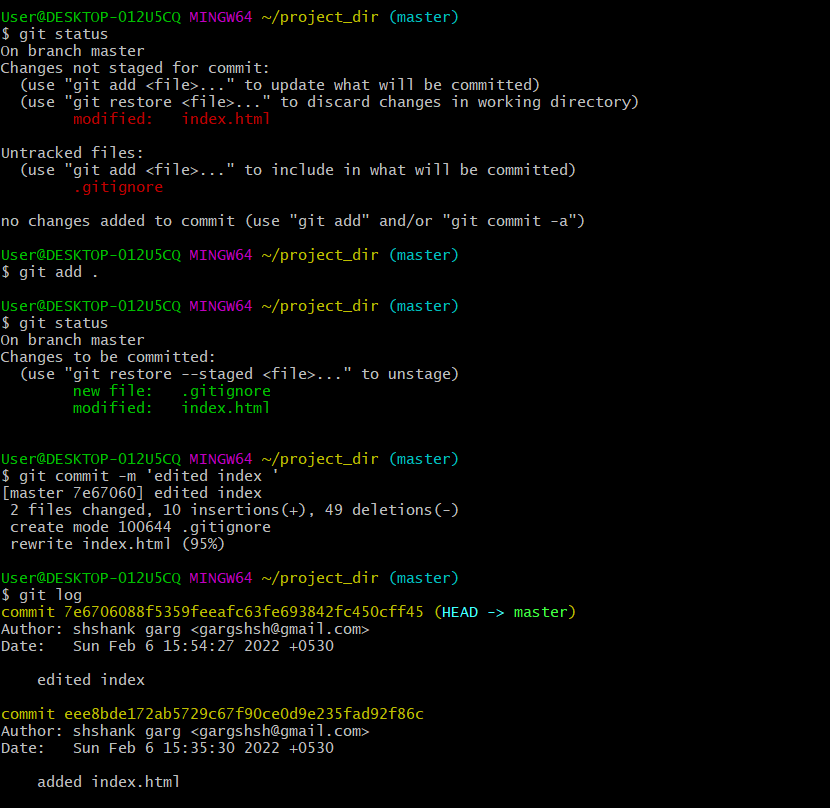 User@DESKTOP-012U5CQ MINGW64 ~/project_dir (master)
$ git status
On branch master
Changes not staged for commit:
  (use "git add <file>..." to update what will be committed)
  (use "git restore <file>..." to discard changes in working directory)
        modified:   index.html

Untracked files:
  (use "git add <file>..." to include in what will be committed)
        .gitignore

no changes added to commit (use "git add" and/or "git commit -a")

User@DESKTOP-012U5CQ MINGW64 ~/project_dir (master)
$ git add .

User@DESKTOP-012U5CQ MINGW64 ~/project_dir (master)
$ git status
On branch master
Changes to be committed:
  (use "git restore --staged <file>..." to unstage)
        new file:   .gitignore
        modified:   index.html


User@DESKTOP-012U5CQ MINGW64 ~/project_dir (master)
$ git commit -m 'edited index '
[master 7e67060] edited index
 2 files changed, 10 insertions(+), 49 deletions(-)
 create mode 100644 .gitignore
 rewrite index.html (95%)

User@DESKTOP-012U5CQ MINGW64 ~/project_dir (master)
$ git log
commit 7e6706088f5359feeafc63fe693842fc450cff45 (HEAD -> master)
Author: shshank garg <gargshsh@gmail.com>
Date:   Sun Feb 6 15:54:27 2022 +0530

    edited index

commit eee8bde172ab5729c67f90ce0d9e235fad92f86c
Author: shshank garg <gargshsh@gmail.com>
Date:   Sun Feb 6 15:35:30 2022 +0530

    added index.html